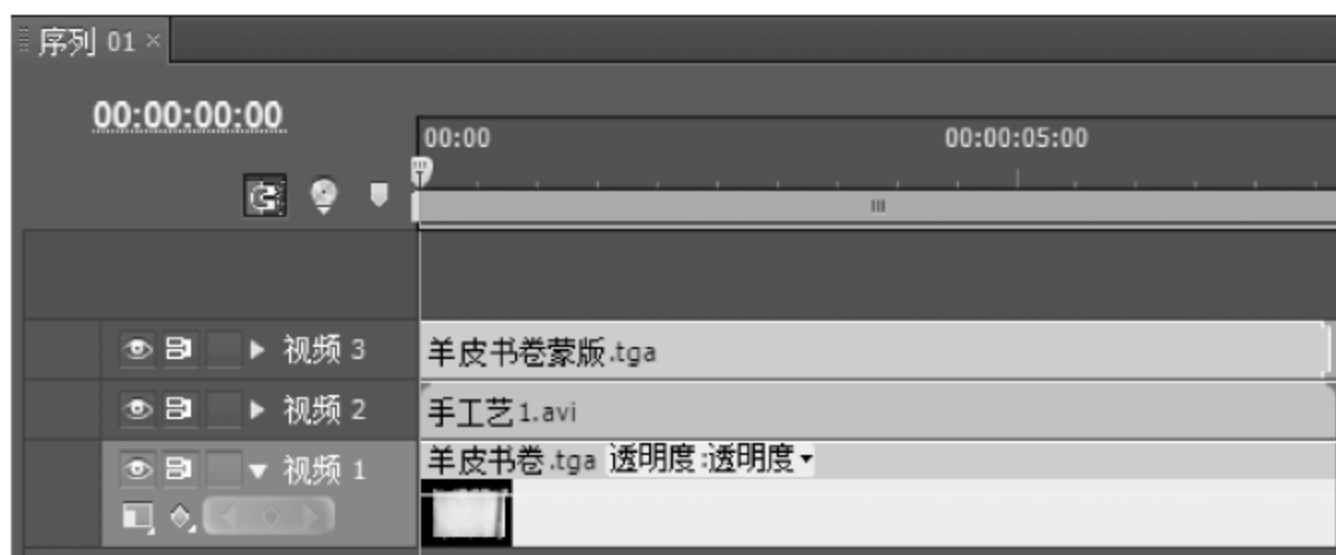 序列 01 ×
00:00:00:00
00:00 00:00:05:00
视频 3 羊皮书卷蒙版.tga
视频 2 手工艺1.avi
视频 1 羊皮书卷.tga 透明度:透明度